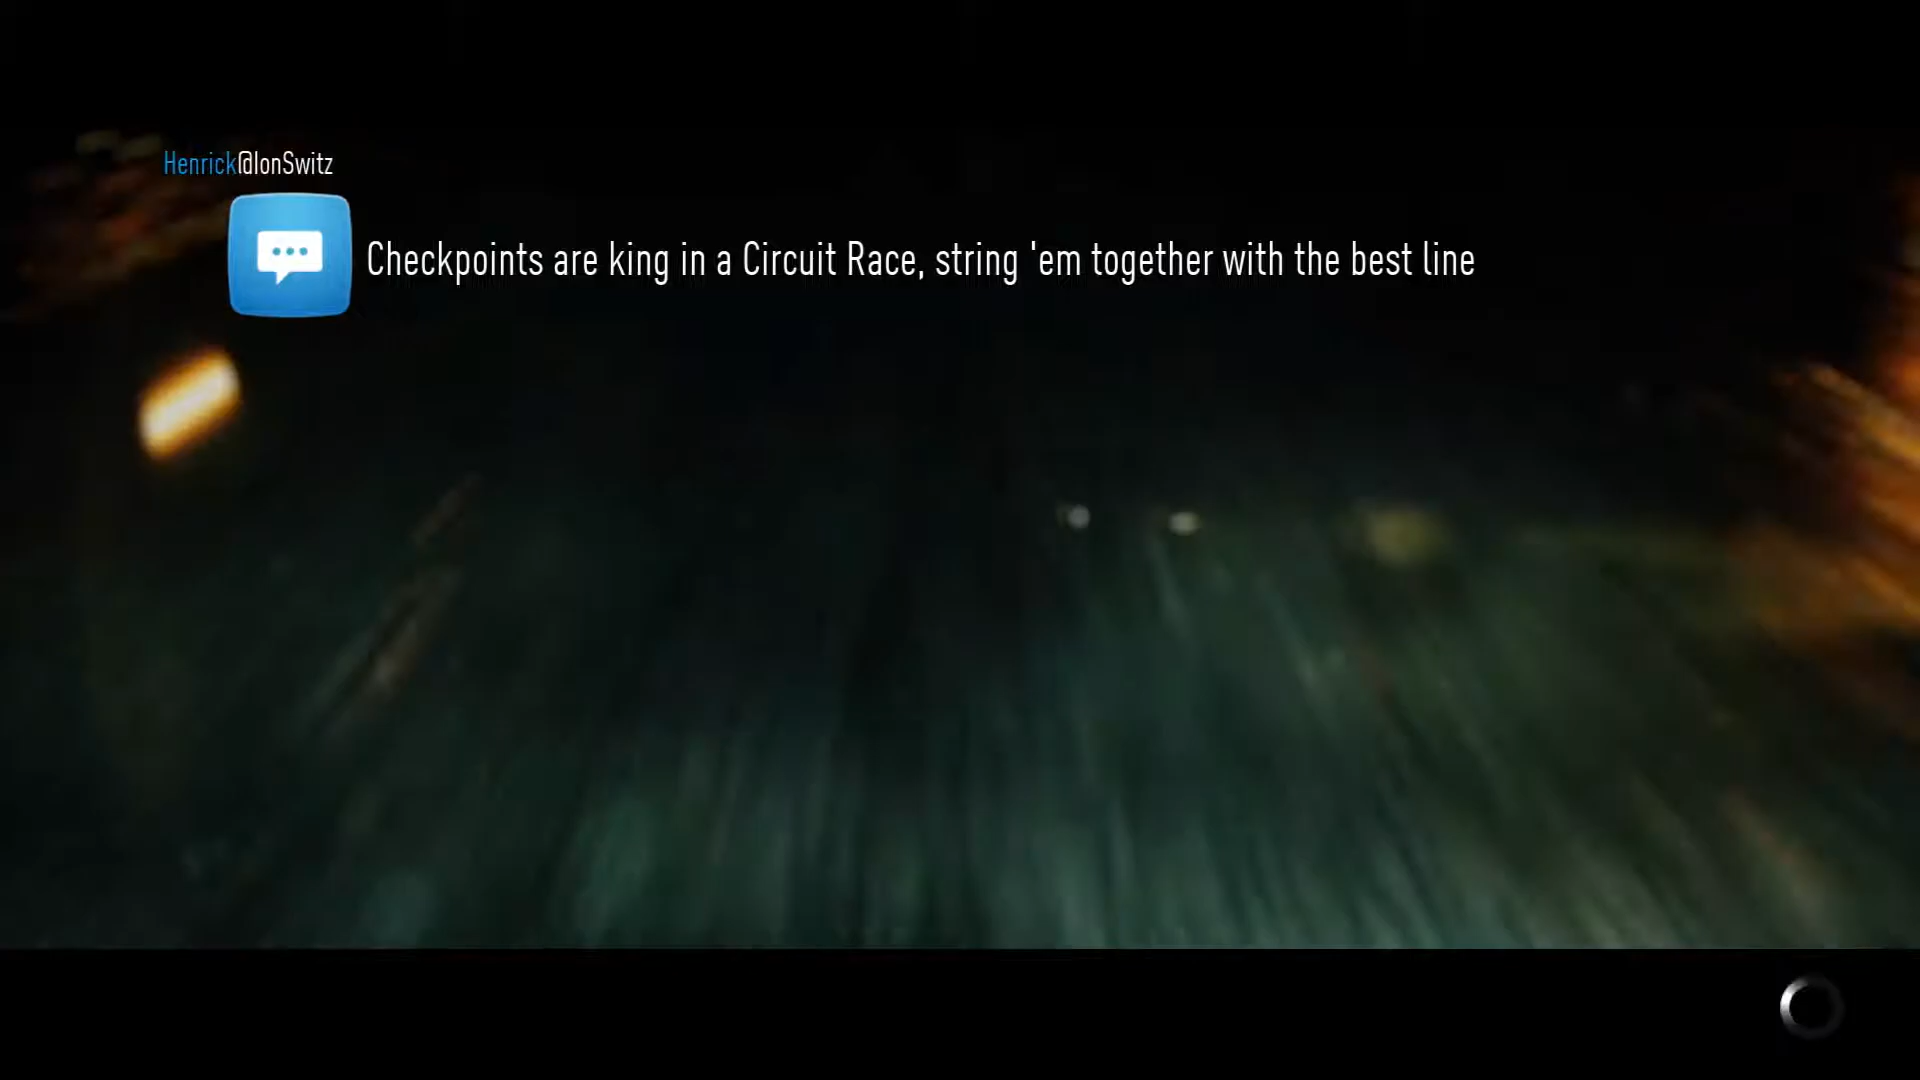 Henrick@IonSwitz
Checkpoints are king in a Circuit Race, string 'em together with the best line